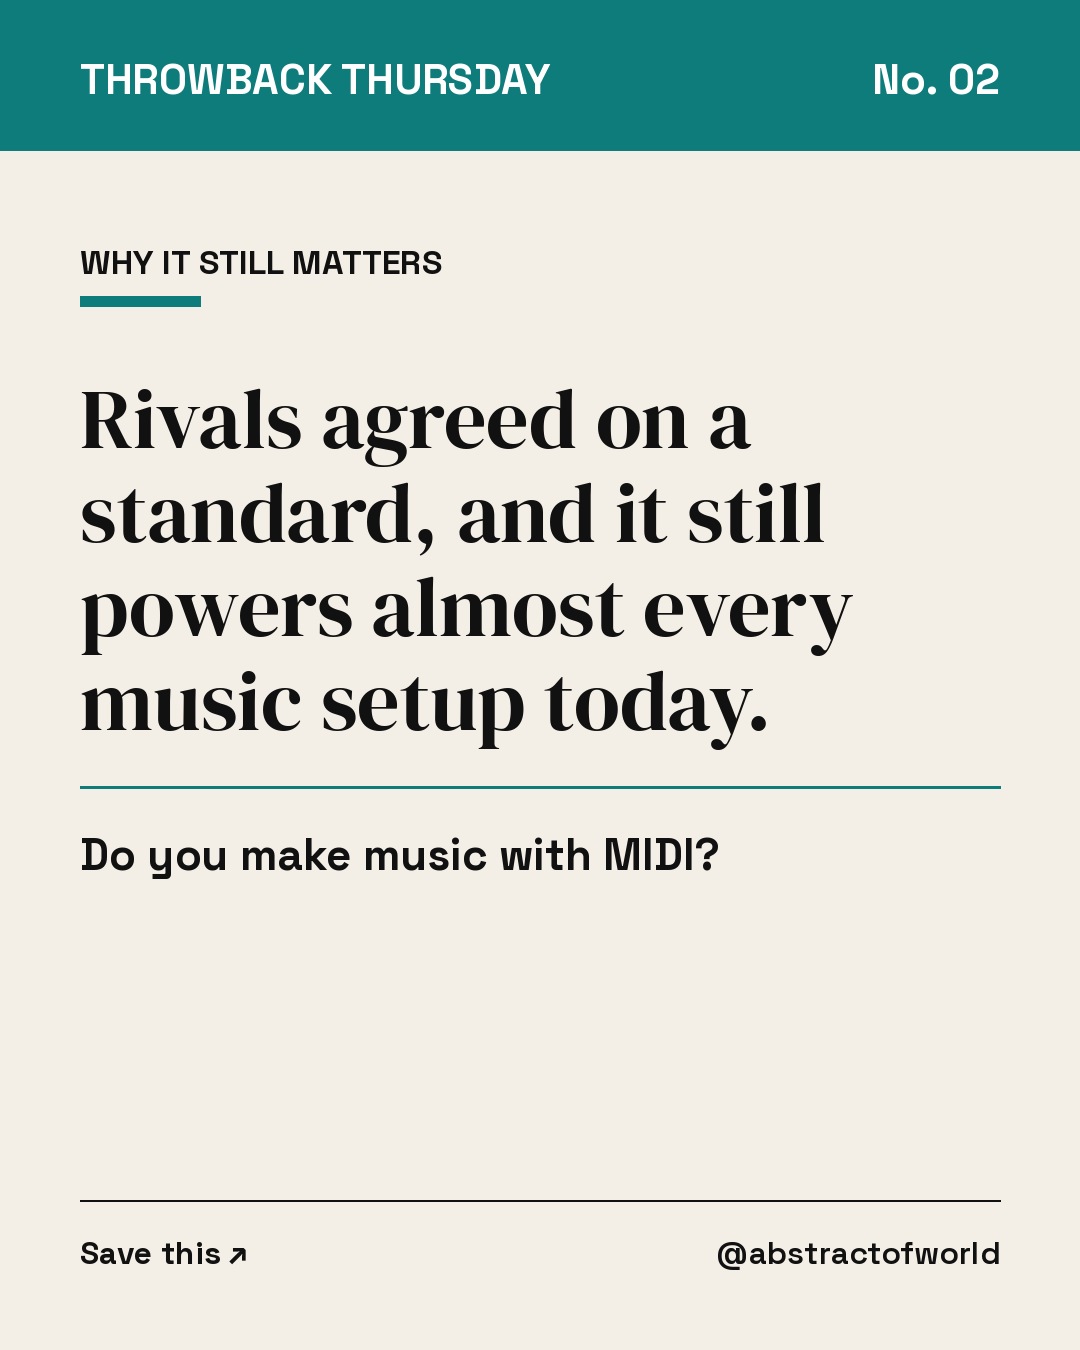 THROWBACK THURSDAY
No. 02
WHY IT STILL MATTERS
Rivals agreed on a
standard, and it still
powers almost every
music setup today.
Do you make music with MIDI?
Save this ↗
@abstractofworld